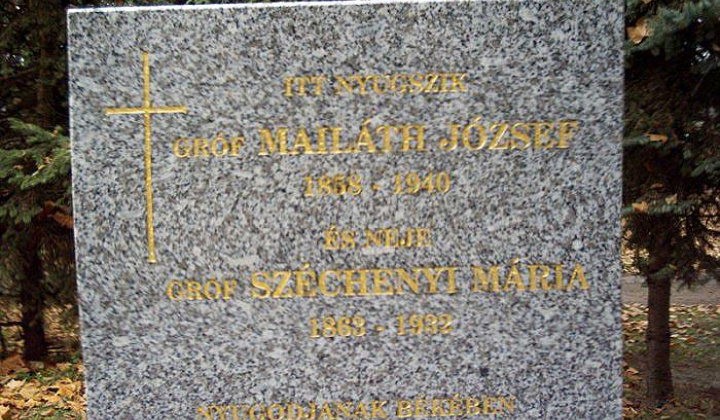 ITT NYUGSZIK
GRÓF MAILÁTH JÓZSEF
1858 - 1940
ÉS NEJE
GRÓF SZÉCHENYI MÁRIA
1863 - 1932
NYUGODJANAK BÉKÉBEN